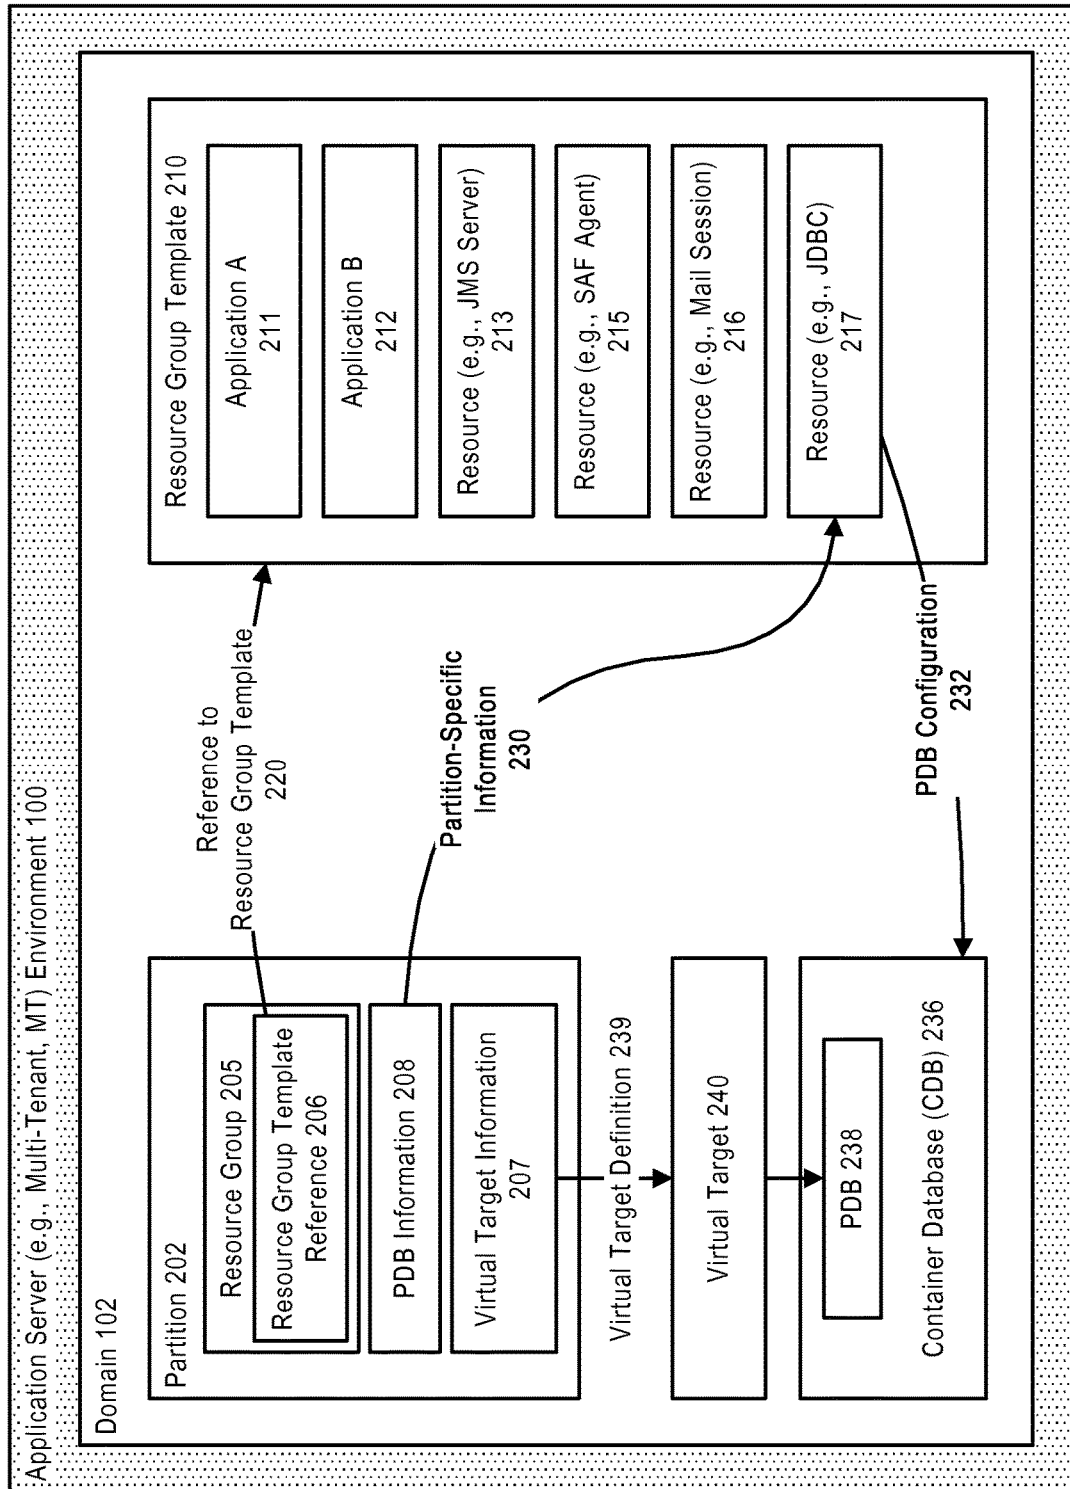 Application Server (e.g., Multi-Tenant, MT) Environment 100
Domain 102
Partition 202
Resource Group 205
Resource Group Template
Reference 206
PDB Information 208
Virtual Target Information
207
Virtual Target Definition 239
Virtual Target 240
PDB 238
Container Database (CDB) 236
Reference to
Resource Group Template
220
Partition-Specific
Information
230
PDB Configuration
232
Resource Group Template 210
Application A
211
Application B
212
Resource (e.g., JMS Server)
213
Resource (e.g., SAF Agent)
215
Resource (e.g., Mail Session)
216
Resource (e.g., JDBC)
217